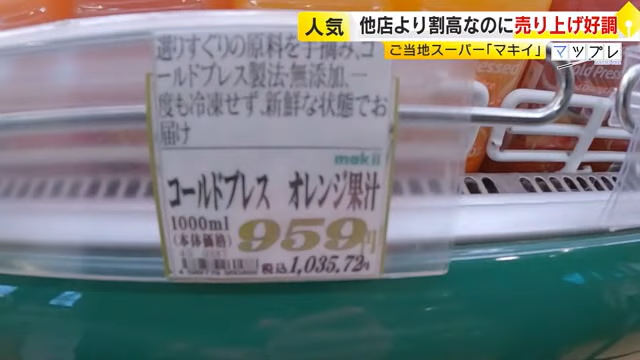 人気 他店より割高なのに売り上げ好調
ご当地スーパー「マキイ」
マップレ
選りすぐりの原料を手摘み、コ
ールドプレス製法・無添加、一
度も冷凍せず、新鮮な状態でお
届け
makii
コールドプレス オレンジ果汁
1000ml
(本体価格) 959円
税込1,035.72円